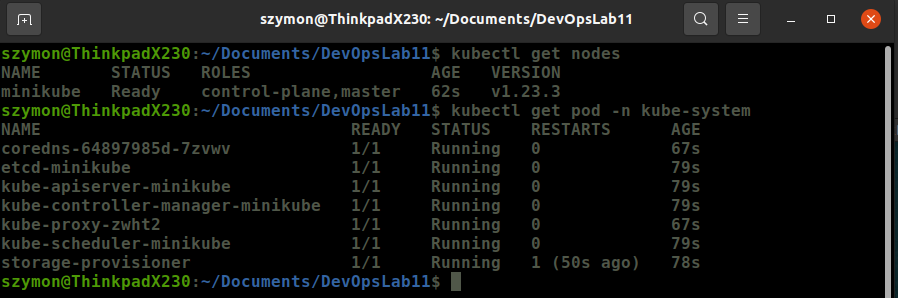 szymon@ThinkpadX230: ~/Documents/DevOpsLab11
szymon@ThinkpadX230:~/Documents/DevOpsLab11$ kubectl get nodes
NAME       STATUS   ROLES                  AGE   VERSION
minikube   Ready    control-plane,master   62s   v1.23.3
szymon@ThinkpadX230:~/Documents/DevOpsLab11$ kubectl get pod -n kube-system
NAME                               READY   STATUS    RESTARTS      AGE
coredns-64897985d-7zvwv            1/1     Running   0             67s
etcd-minikube                      1/1     Running   0             79s
kube-apiserver-minikube            1/1     Running   0             79s
kube-controller-manager-minikube   1/1     Running   0             79s
kube-proxy-zwht2                   1/1     Running   0             67s
kube-scheduler-minikube            1/1     Running   0             79s
storage-provisioner                1/1     Running   1 (50s ago)   78s
szymon@ThinkpadX230:~/Documents/DevOpsLab11$